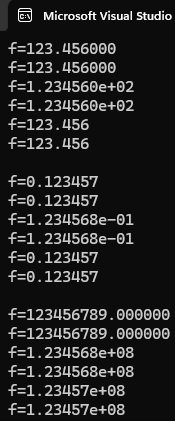 Microsoft Visual Studio
f=123.456000
f=123.456000
f=1.234560e+02
f=1.234560e+02
f=123.456
f=123.456
f=0.123457
f=0.123457
f=1.234568e-01
f=1.234568e-01
f=0.123457
f=0.123457
f=123456789.000000
f=123456789.000000
f=1.234568e+08
f=1.234568e+08
f=1.23457e+08
f=1.23457e+08